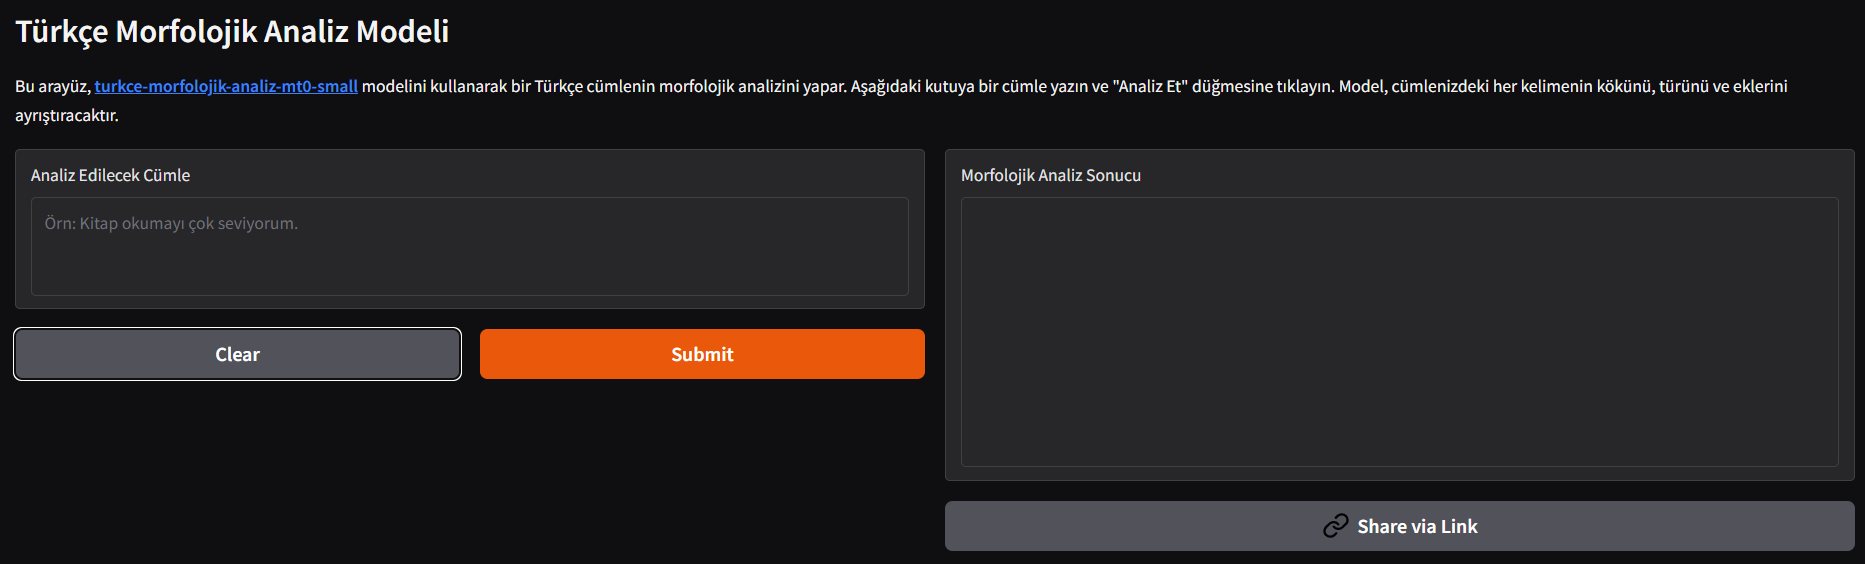 Türkçe Morfolojik Analiz Modeli
Bu arayüz, turkce-morfolojik-analiz-mt0-small modelini kullanarak bir Türkçe cümlenin morfolojik analizini yapar. Aşağıdaki kutuya bir cümle yazın ve "Analiz Et" düğmesine tıklayın. Model, cümlenizdeki her kelimenin kökünü, türünü ve eklerini
ayrıştıracaktır.
Analiz Edilecek Cümle
Örn: Kitap okumayı çok seviyorum.
Clear
Submit
Morfolojik Analiz Sonucu
Share via Link